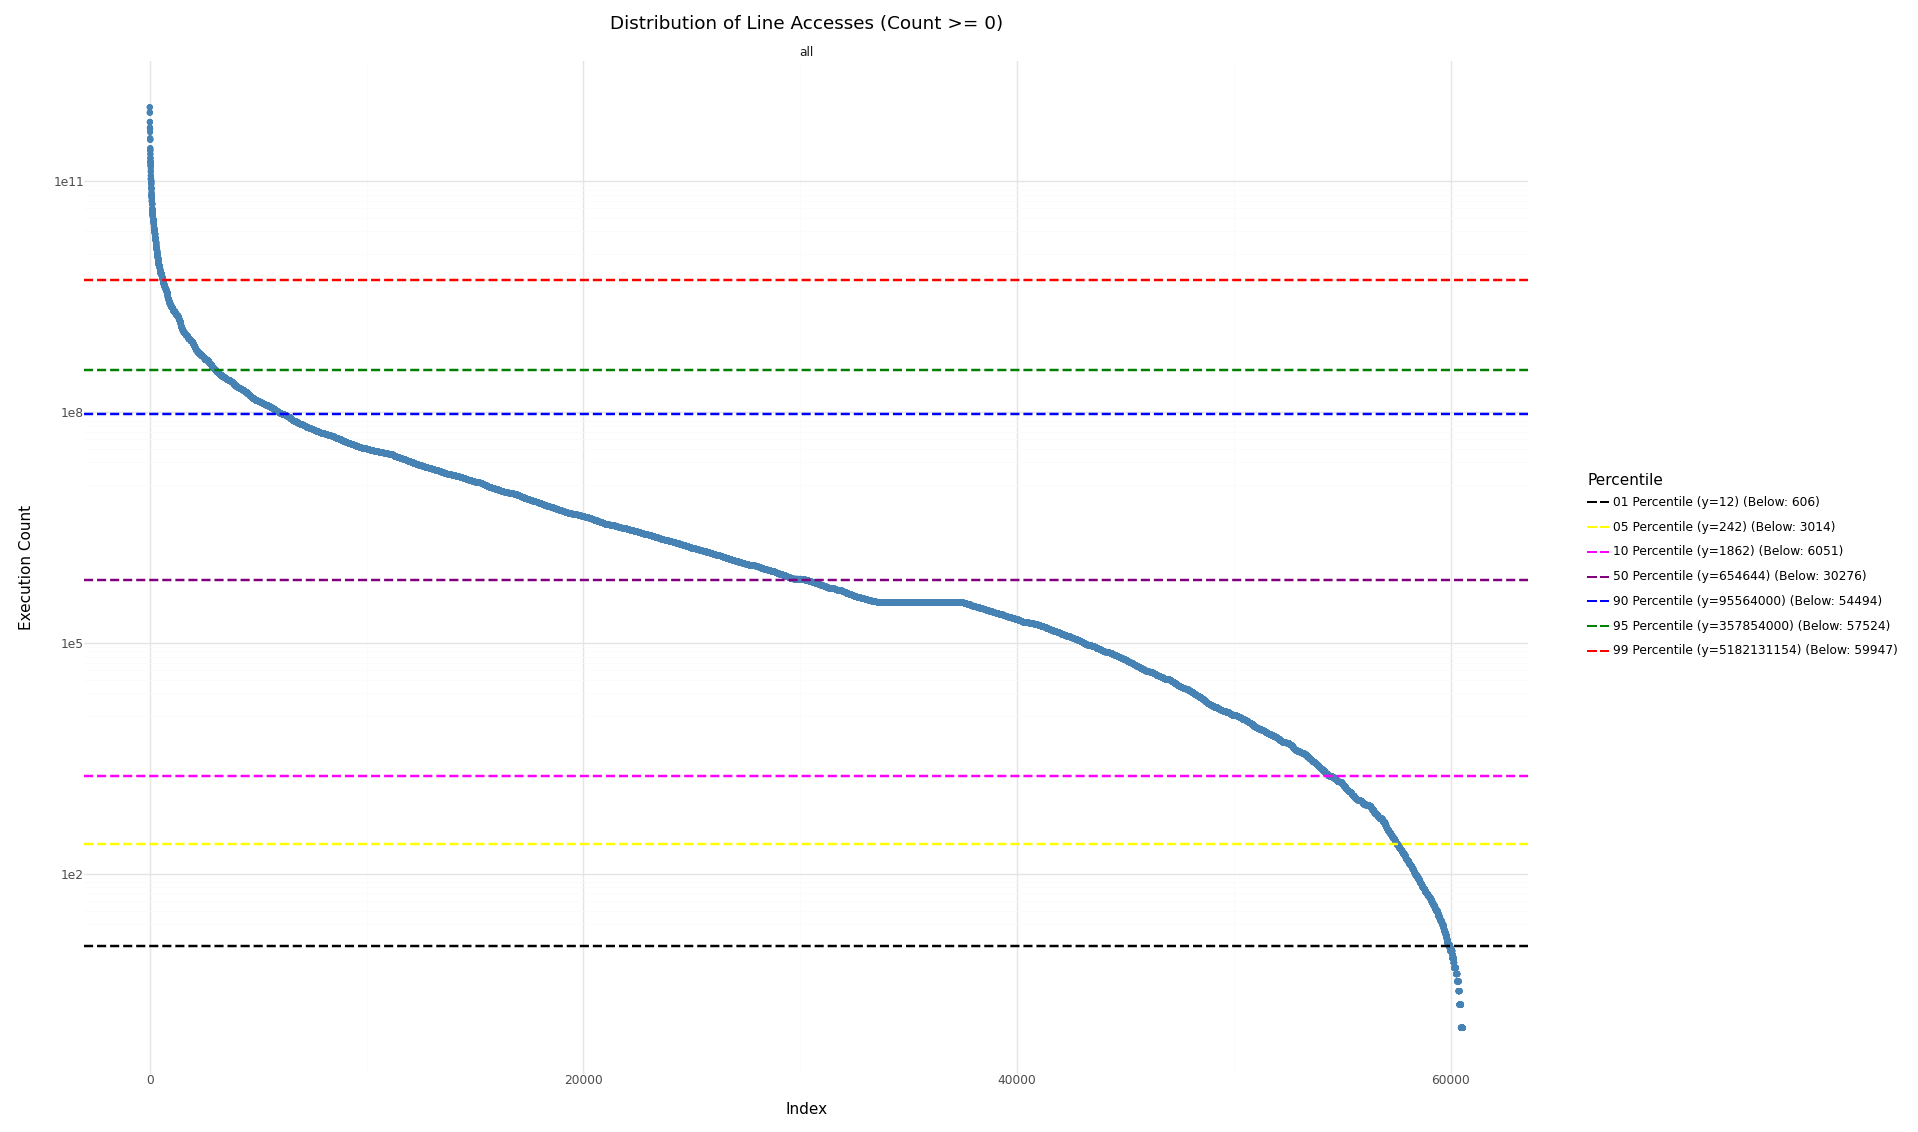 Distribution of Line Accesses (Count >= 0)
all
1e11
1e8
1e5
1e2
Execution Count
0
20000
40000
60000
Index
Percentile
01 Percentile (y=12) (Below: 606)
05 Percentile (y=242) (Below: 3014)
10 Percentile (y=1862) (Below: 6051)
50 Percentile (y=654644) (Below: 30276)
90 Percentile (y=95564000) (Below: 54494)
95 Percentile (y=357854000) (Below: 57524)
99 Percentile (y=5182131154) (Below: 59947)